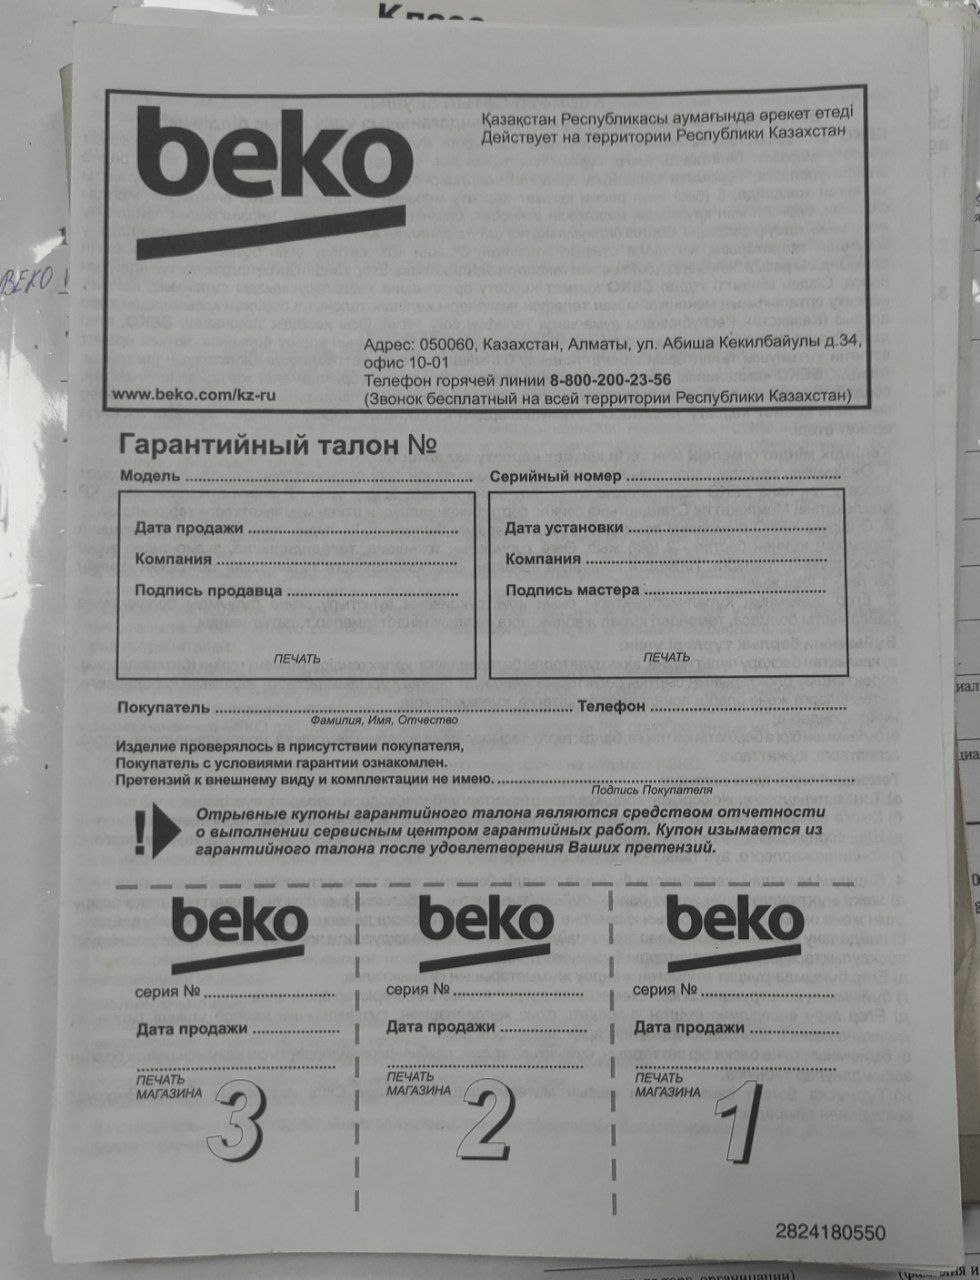 Класс
beko
Қазақстан Республикасы аумағында әрекет етеді
Действует на территории Республики Казахстан
BEKO
Адрес: 050060, Казахстан, Алматы, ул. Абиша Кекилбайулы д.34,
офис 10-01
Телефон горячей линии 8-800-200-23-56
www.beko.com/kz-ru
(Звонок бесплатный на всей территории Республики Казахстан)
Гарантийный талон №
Модель Серийный номер
Дата продажи Дата установки
Компания Компания
Подпись продавца Подпись мастера
ПЕЧАТЬ ПЕЧАТЬ
Покупатель Телефон
Фамилия, Имя, Отчество
Изделие проверялось в присутствии покупателя,
Покупатель с условиями гарантии ознакомлен.
Претензий к внешнему виду и комплектации не имею.
Подпись Покупателя
! Отрывные купоны гарантийного талона являются средством отчетности
о выполнении сервисным центром гарантийных работ. Купон изымается из
гарантийного талона после удовлетворения Ваших претензий.
beko beko beko
серия № серия № серия №
Дата продажи Дата продажи Дата продажи
ПЕЧАТЬ ПЕЧАТЬ ПЕЧАТЬ
МАГАЗИНА МАГАЗИНА МАГАЗИНА
3 2 1
2824180550